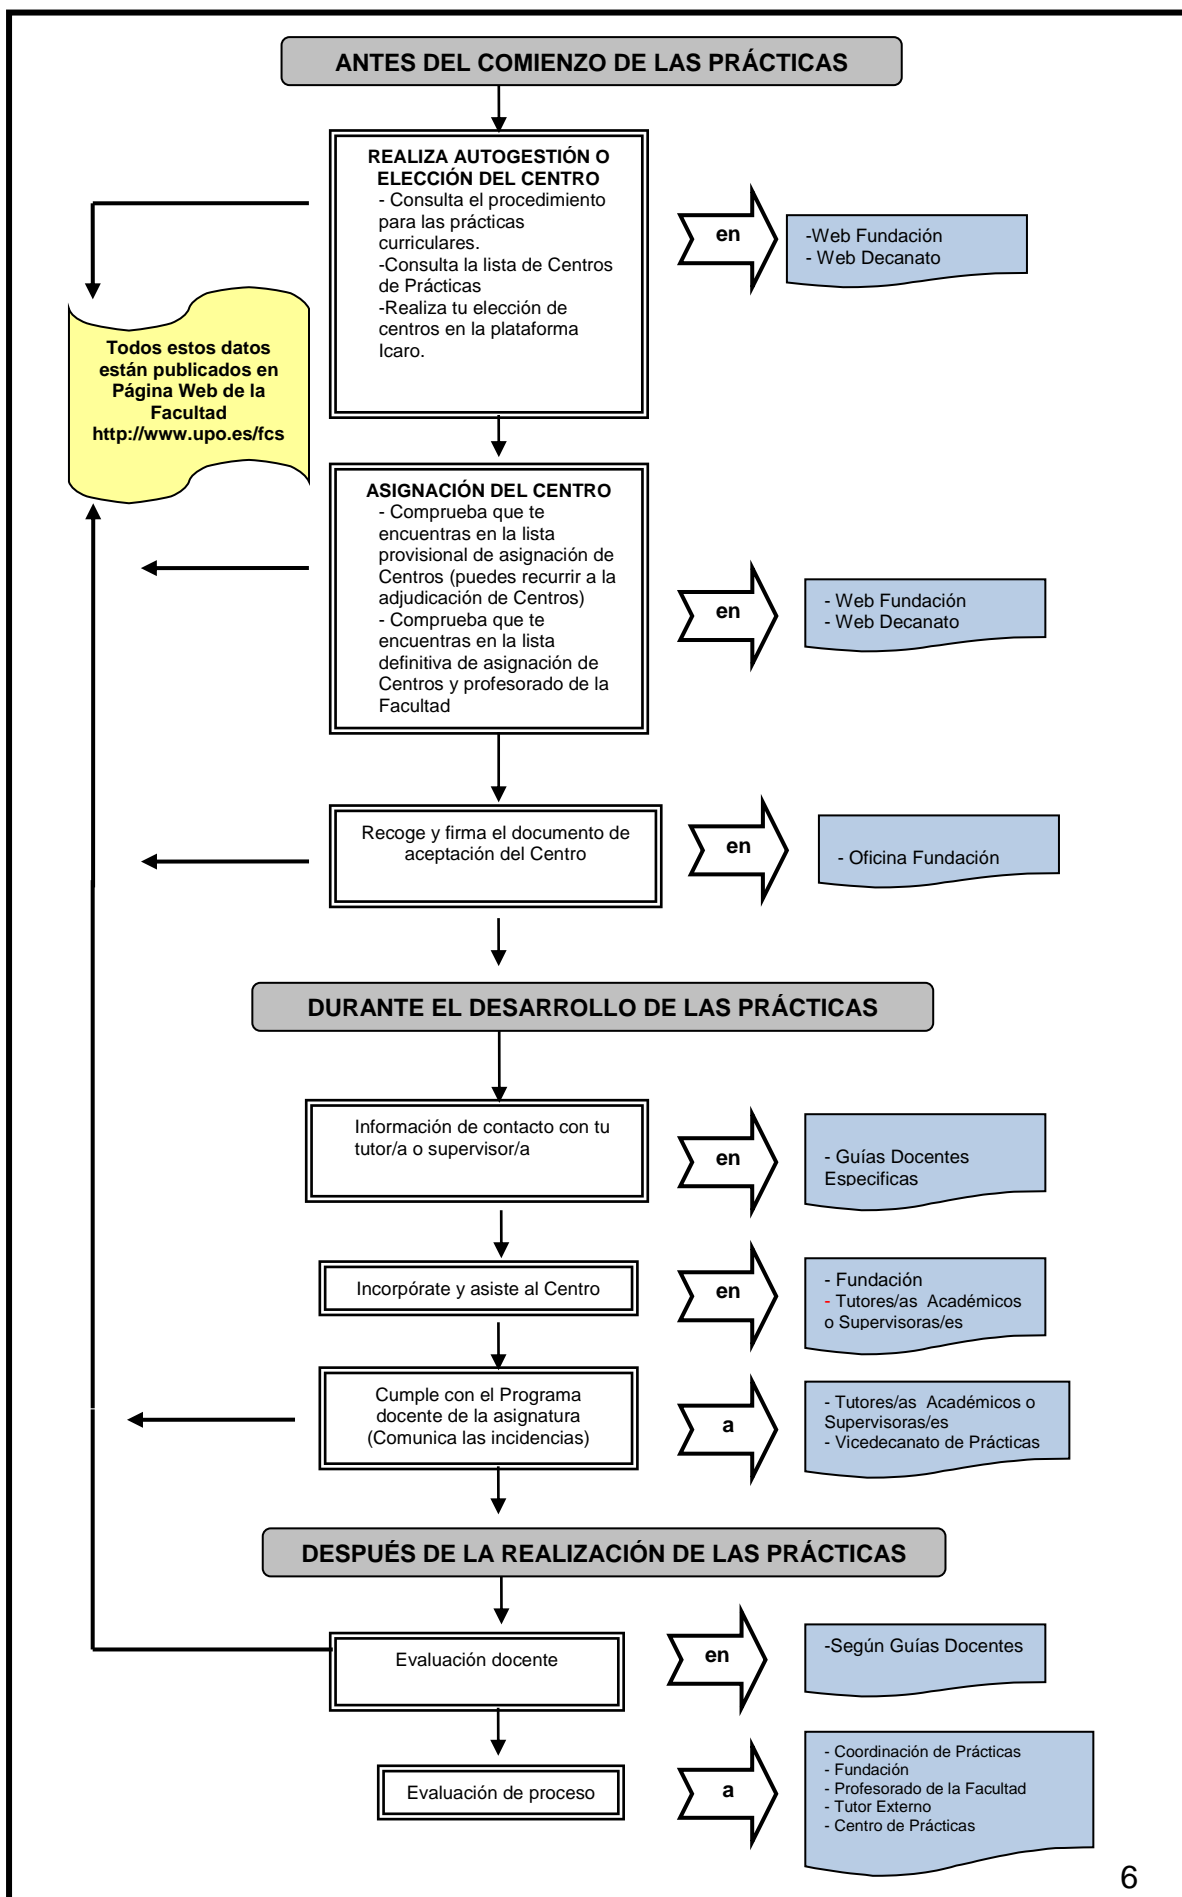 ANTES DEL COMIENZO DE LAS PRÁCTICAS
REALIZA AUTOGESTIÓN O
ELECCIÓN DEL CENTRO
- Consulta el procedimiento
para las prácticas
curriculares.
-Consulta la lista de Centros
de Prácticas
-Realiza tu elección de
centros en la plataforma
Icaro.
en
-Web Fundación
- Web Decanato
Todos estos datos
están publicados en
Página Web de la
Facultad
http://www.upo.es/fcs
ASIGNACIÓN DEL CENTRO
- Comprueba que te
encuentras en la lista
provisional de asignación de
Centros (puedes recurrir a la
adjudicación de Centros)
- Comprueba que te
encuentras en la lista
definitiva de asignación de
Centros y profesorado de la
Facultad
en
- Web Fundación
- Web Decanato
Recoge y firma el documento de
aceptación del Centro
en
- Oficina Fundación
DURANTE EL DESARROLLO DE LAS PRÁCTICAS
Información de contacto con tu
tutor/a o supervisor/a
en
- Guías Docentes
Especificas
Incorpórate y asiste al Centro
en
- Fundación
- Tutores/as Académicos
o Supervisoras/es
Cumple con el Programa
docente de la asignatura
(Comunica las incidencias)
a
- Tutores/as Académicos o
Supervisoras/es
- Vicedecanato de Prácticas
DESPUÉS DE LA REALIZACIÓN DE LAS PRÁCTICAS
Evaluación docente
en
-Según Guías Docentes
Evaluación de proceso
a
- Coordinación de Prácticas
- Fundación
- Profesorado de la Facultad
- Tutor Externo
- Centro de Prácticas
6